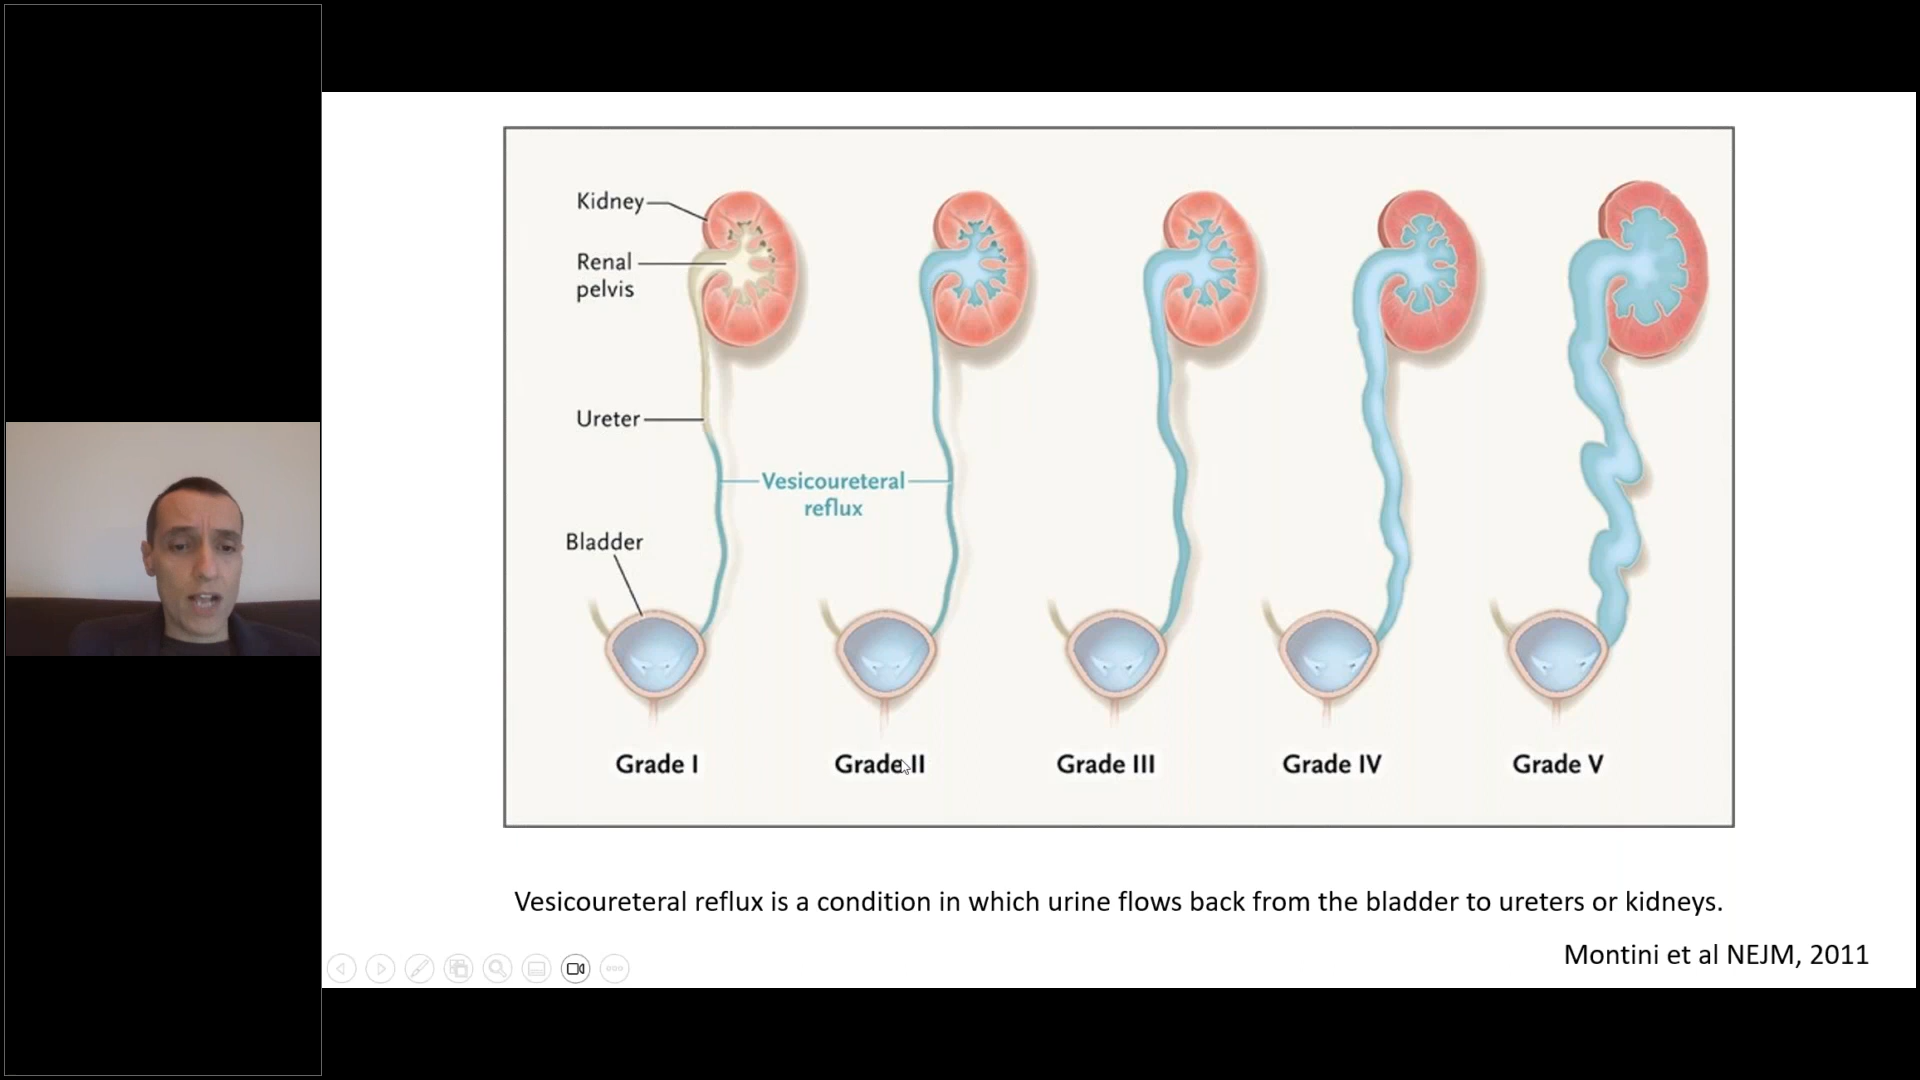 Kidney
Renal
pelvis
Ureter
Vesicoureteral
reflux
Bladder
Grade I
Grade II
Grade III
Grade IV
Grade V
Vesicoureteral reflux is a condition in which urine flows back from the bladder to ureters or kidneys.
Montini et al NEJM, 2011